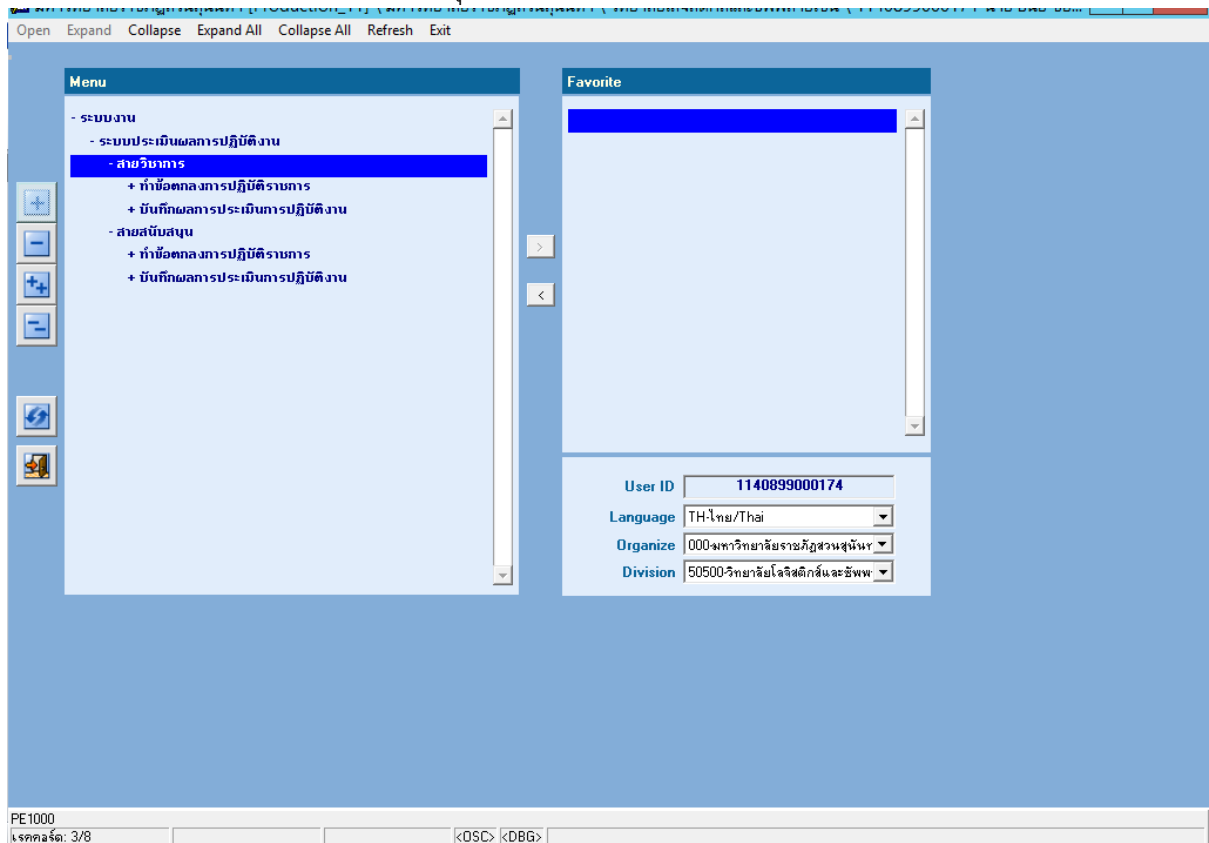 Open Expand Collapse Expand All Collapse All Refresh Exit
Menu
- ระบบงาน
- ระบบประเมินผลการปฏิบัติงาน
- สายวิชาการ
+ ทำข้อตกลงการปฏิบัติราชการ
+ บันทึกผลการประเมินการปฏิบัติงาน
- สายสนับสนุน
+ ทำข้อตกลงการปฏิบัติราชการ
+ บันทึกผลการประเมินการปฏิบัติงาน
>
<
Favorite
User ID 1140899000174
Language TH-ไทย/Thai
Organize 000-มหาวิทยาลัยราชภัฏสวนสุนันท
Division 50500-วิทยาลัยโลจิสติกส์และซัพพ
PE1000
เรคคอร์ด: 3/8
<OSC> <DBG>